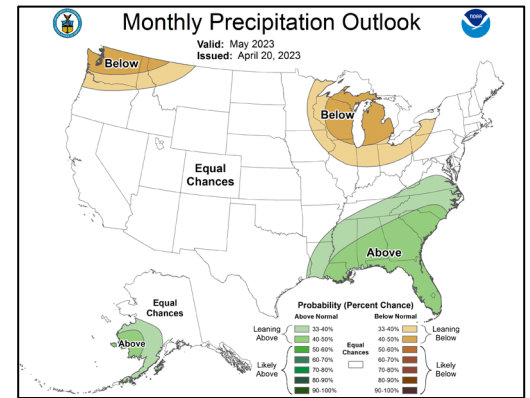 Monthly Precipitation Outlook
Valid: May 2023
Issued: April 20, 2023
NOAA
Below
Below
Equal
Chances
Above
Equal
Chances
Above
Probability (Percent Chance)
Above Normal
Below Normal
Leaning
Above
33-40%
40-50%
Likely
Above
50-60%
60-70%
70-80%
80-90%
90-100%
Equal
Chances
33-40%
40-50%
Leaning
Below
50-60%
60-70%
70-80%
80-90%
90-100%
Likely
Below